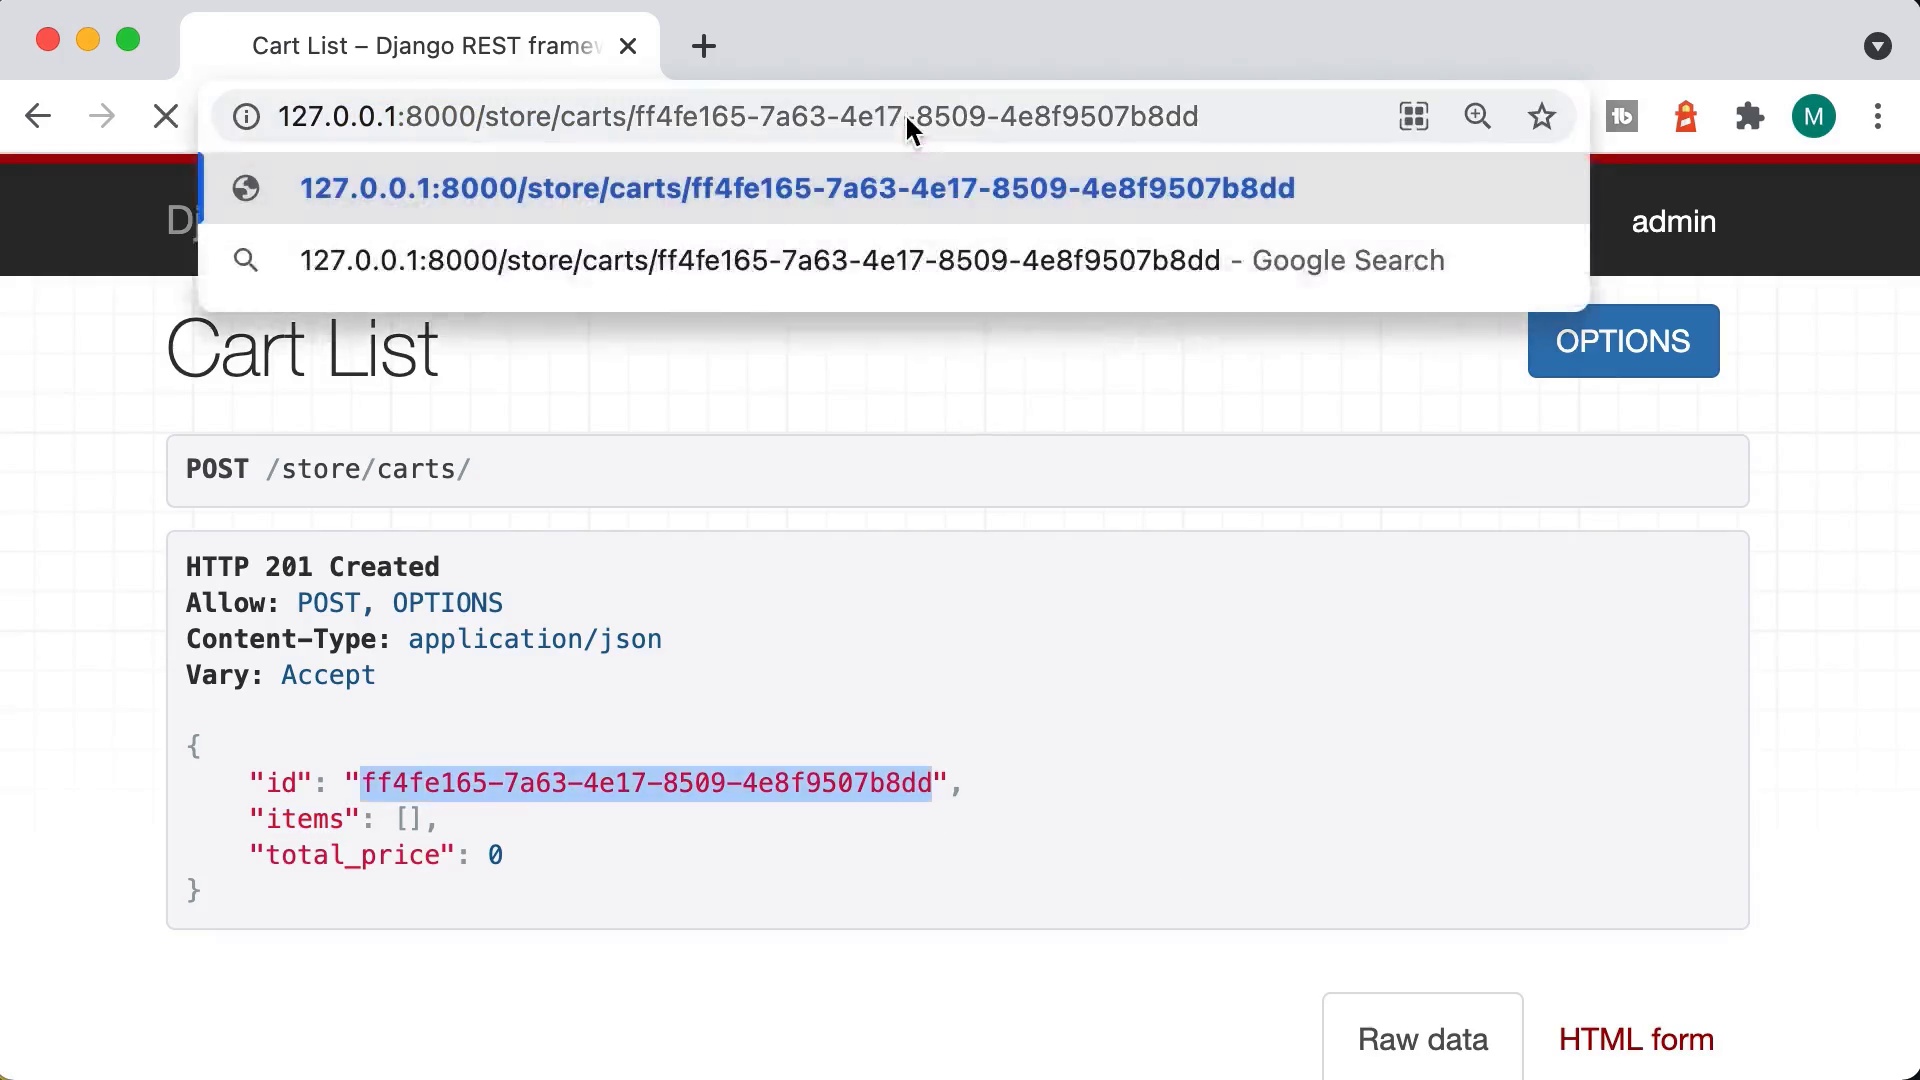 Cart List – Django REST framew
127.0.0.1:8000/store/carts/ff4fe165-7a63-4e17-8509-4e8f9507b8dd
M
127.0.0.1:8000/store/carts/ff4fe165-7a63-4e17-8509-4e8f9507b8dd
Dj
admin
127.0.0.1:8000/store/carts/ff4fe165-7a63-4e17-8509-4e8f9507b8dd - Google Search
Cart List
OPTIONS
POST /store/carts/
HTTP 201 Created
Allow: POST, OPTIONS
Content-Type: application/json
Vary: Accept
{
"id": "ff4fe165-7a63-4e17-8509-4e8f9507b8dd",
"items": [],
"total_price": 0
}
Raw data
HTML form